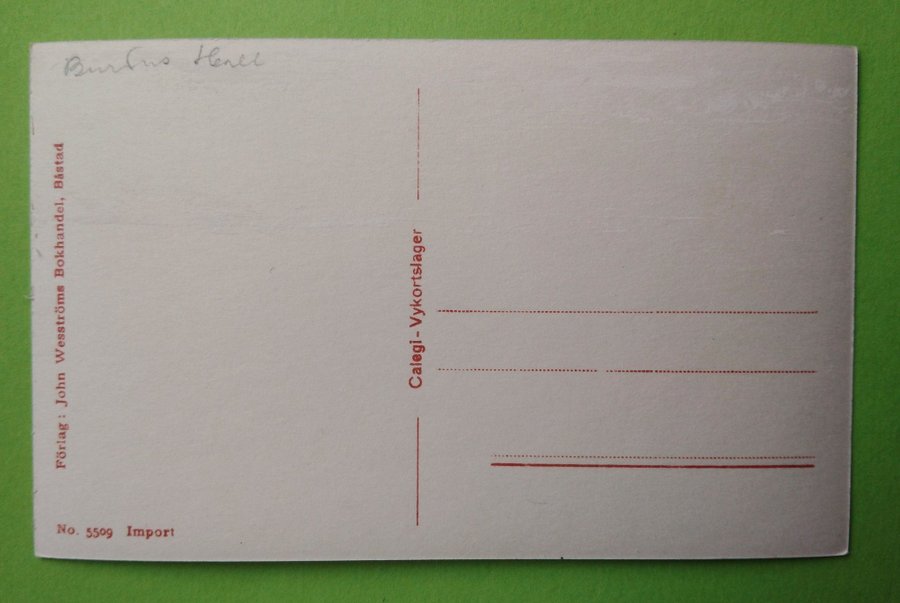 Förlag: John Wesströms Bokhandel, Båstad
Calegi-Vykortslager
No. 5509 Import